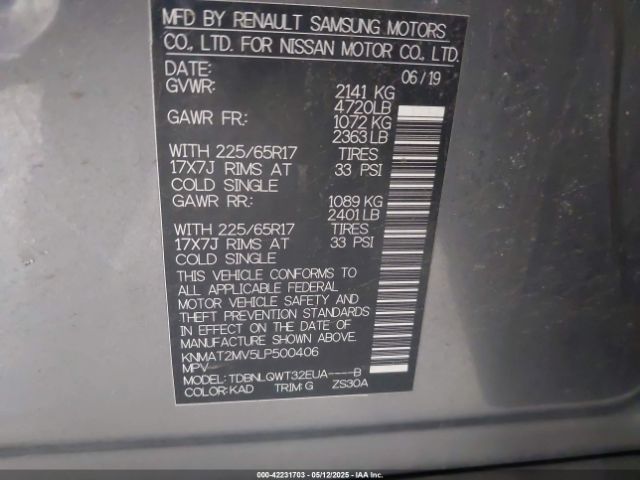 MFD BY RENAULT SAMSUNG MOTORS
CO., LTD. FOR NISSAN MOTOR CO., LTD.
DATE: 06/19
GVWR: 2141 KG
4720LB
GAWR FR.: 1072 KG
2363 LB
WITH 225/65R17 TIRES
17X7J RIMS AT 33 PSI
COLD SINGLE
GAWR RR.: 1089 KG
2401 LB
WITH 225/65R17 TIRES
17X7J RIMS AT 33 PSI
COLD SINGLE
THIS VEHICLE CONFORMS TO
ALL APPLICABLE FEDERAL
MOTOR VEHICLE SAFETY AND
THEFT PREVENTION STANDARDS
IN EFFECT ON THE DATE OF
MANUFACTURE SHOWN ABOVE.
KNMAT2MV5LP500406
MPV
MODEL: TDBNLQWT32EUA----B
COLOR: KAD TRIM: G ZS30A
000-42231703 - 05/12/2025 - IAAI.COM